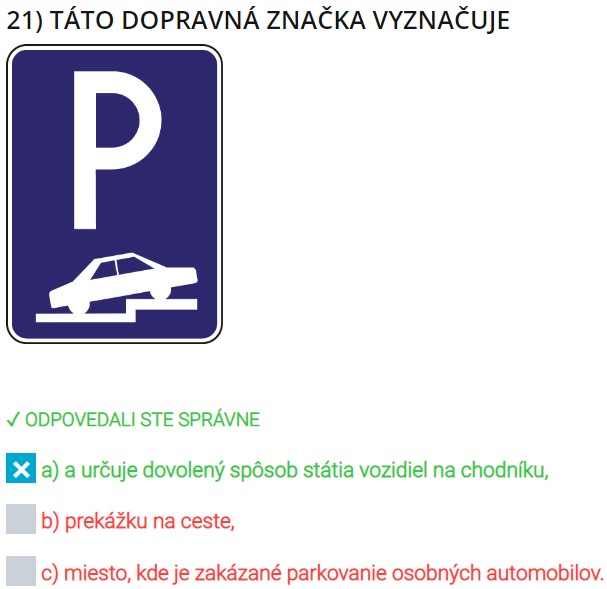 21) TÁTO DOPRAVNÁ ZNAČKA VYZNAČUJE
P
✓ ODPOVEDALI STE SPRÁVNE
a) a určuje dovolený spôsob státia vozidiel na chodníku,
b) prekážku na ceste,
c) miesto, kde je zakázané parkovanie osobných automobilov.